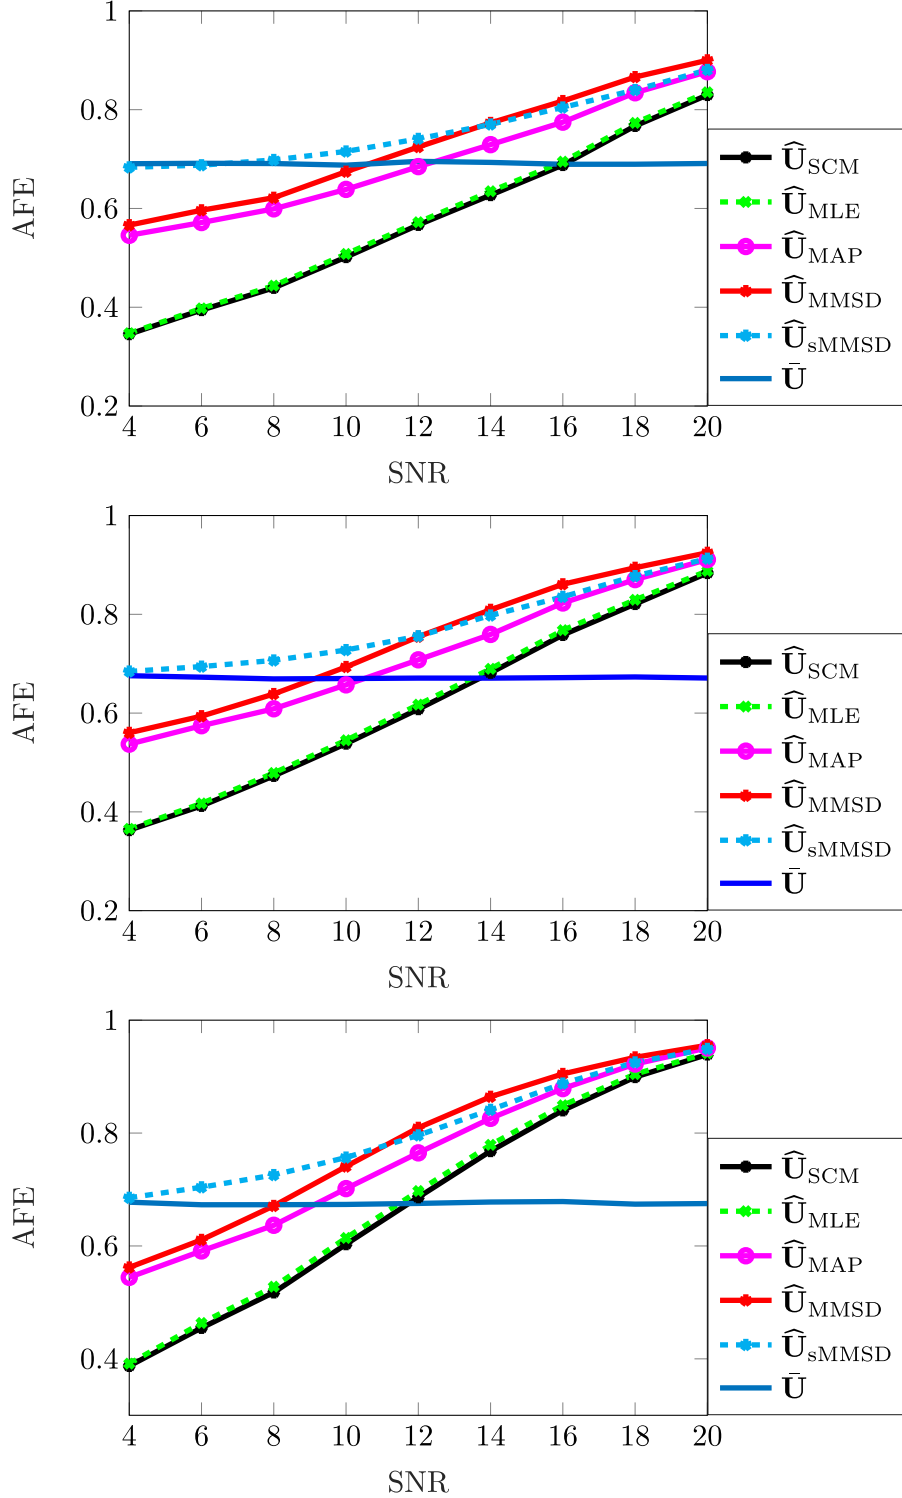 1
0.8
0.6
0.4
0.2
AFE
4 6 8 10 12 14 16 18 20
SNR
Û_SCM
Û_MLE
Û_MAP
Û_MMSD
Û_sMMSD
Ū
1
0.8
0.6
0.4
0.2
AFE
4 6 8 10 12 14 16 18 20
SNR
Û_SCM
Û_MLE
Û_MAP
Û_MMSD
Û_sMMSD
Ū
1
0.8
0.6
0.4
AFE
4 6 8 10 12 14 16 18 20
SNR
Û_SCM
Û_MLE
Û_MAP
Û_MMSD
Û_sMMSD
Ū